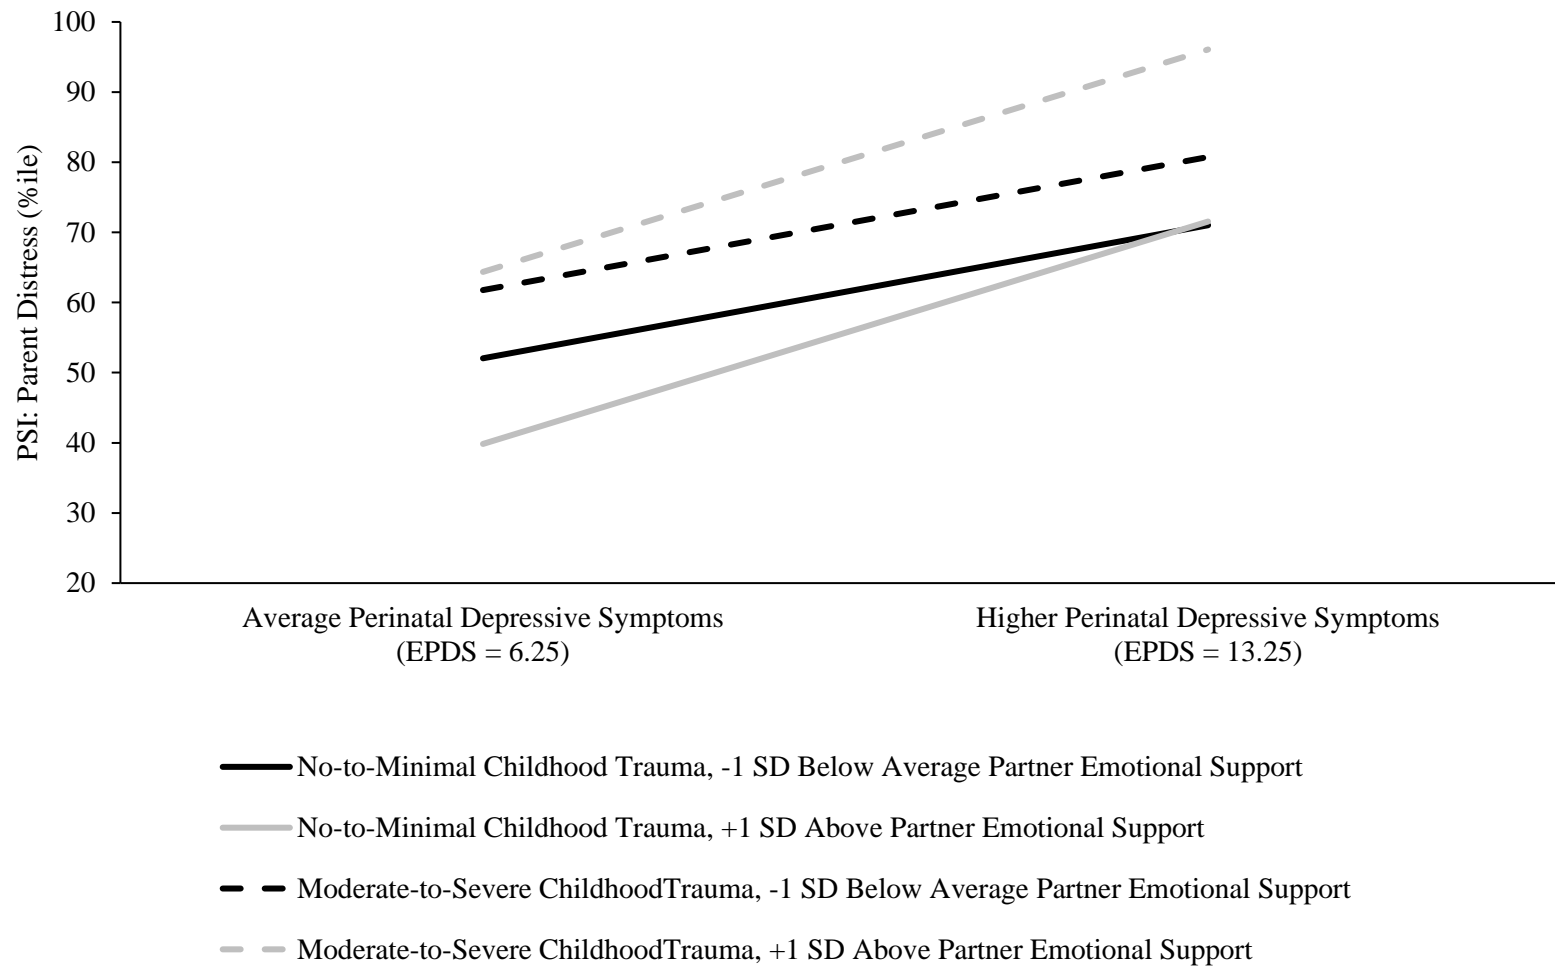 100
90
80
70
60
50
40
30
20
PSI: Parent Distress (%ile)
Average Perinatal Depressive Symptoms
(EPDS = 6.25)
Higher Perinatal Depressive Symptoms
(EPDS = 13.25)
No-to-Minimal Childhood Trauma, -1 SD Below Average Partner Emotional Support
No-to-Minimal Childhood Trauma, +1 SD Above Partner Emotional Support
Moderate-to-Severe ChildhoodTrauma, -1 SD Below Average Partner Emotional Support
Moderate-to-Severe ChildhoodTrauma, +1 SD Above Partner Emotional Support